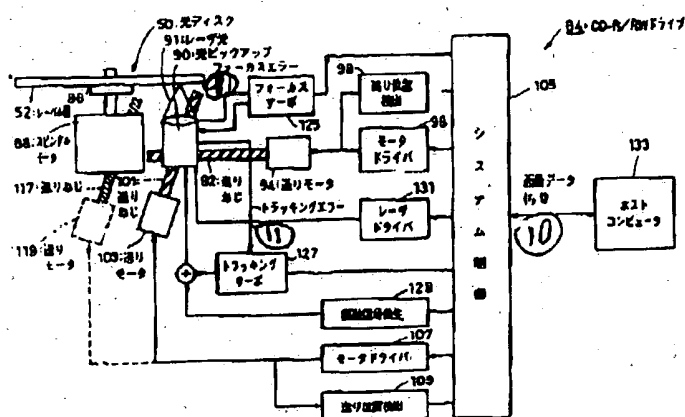 50:光ディスク
91:レーザ光
90:光ピックアップ
フォーカスエラー
84:CD-R/RWドライブ
52:レーベル面
88:スピンドル
モータ
フォーカス
サーボ
125
モータ
ドライバ
システム制御
105
画像データ
133
ホスト
コンピュータ
117:送り
ねじ
101:
送り
ねじ
92:送り
ねじ
94:送りモータ
レーザ
ドライバ
131
10
トラッキングエラー
11
119:送り
モータ
103:送り
モータ
トラッキング
サーボ
127
モータドライバ
107
109